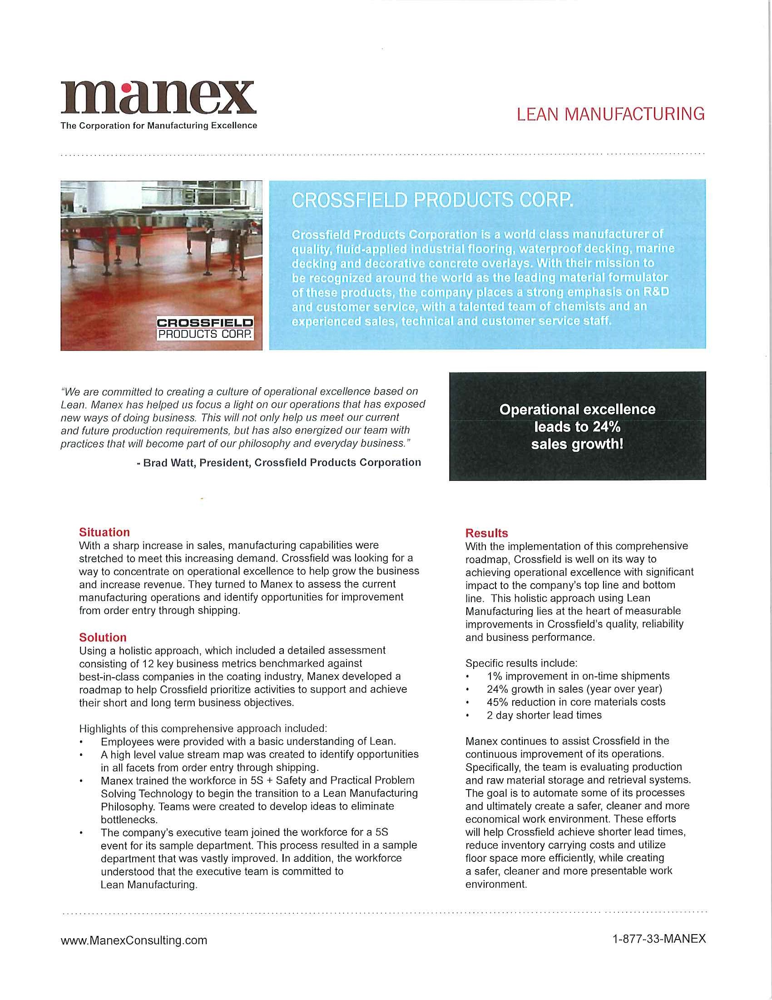 manex
The Corporation for Manufacturing Excellence
LEAN MANUFACTURING
CROSSFIELD
PRODUCTS CORP.
CROSSFIELD PRODUCTS CORP.
Crossfield Products Corporation is a world class manufacturer of
quality, fluid-applied industrial flooring, waterproof decking, marine
decking and decorative concrete overlays. With their mission to
be recognized around the world as the leading material formulator
of these products, the company places a strong emphasis on R&D
and customer service, with a talented team of chemists and an
experienced sales, technical and customer service staff.
"We are committed to creating a culture of operational excellence based on
Lean. Manex has helped us focus a light on our operations that has exposed
new ways of doing business. This will not only help us meet our current
and future production requirements, but has also energized our team with
practices that will become part of our philosophy and everyday business."
- Brad Watt, President, Crossfield Products Corporation
Operational excellence
leads to 24%
sales growth!
Situation
With a sharp increase in sales, manufacturing capabilities were
stretched to meet this increasing demand. Crossfield was looking for a
way to concentrate on operational excellence to help grow the business
and increase revenue. They turned to Manex to assess the current
manufacturing operations and identify opportunities for improvement
from order entry through shipping.
Solution
Using a holistic approach, which included a detailed assessment
consisting of 12 key business metrics benchmarked against
best-in-class companies in the coating industry, Manex developed a
roadmap to help Crossfield prioritize activities to support and achieve
their short and long term business objectives.
Highlights of this comprehensive approach included:
• Employees were provided with a basic understanding of Lean.
• A high level value stream map was created to identify opportunities
in all facets from order entry through shipping.
• Manex trained the workforce in 5S + Safety and Practical Problem
Solving Technology to begin the transition to a Lean Manufacturing
Philosophy. Teams were created to develop ideas to eliminate
bottlenecks.
• The company's executive team joined the workforce for a 5S
event for its sample department. This process resulted in a sample
department that was vastly improved. In addition, the workforce
understood that the executive team is committed to
Lean Manufacturing.
Results
With the implementation of this comprehensive
roadmap, Crossfield is well on its way to
achieving operational excellence with significant
impact to the company's top line and bottom
line. This holistic approach using Lean
Manufacturing lies at the heart of measurable
improvements in Crossfield's quality, reliability
and business performance.
Specific results include:
• 1% improvement in on-time shipments
• 24% growth in sales (year over year)
• 45% reduction in core materials costs
• 2 day shorter lead times
Manex continues to assist Crossfield in the
continuous improvement of its operations.
Specifically, the team is evaluating production
and raw material storage and retrieval systems.
The goal is to automate some of its processes
and ultimately create a safer, cleaner and more
economical work environment. These efforts
will help Crossfield achieve shorter lead times,
reduce inventory carrying costs and utilize
floor space more efficiently, while creating
a safer, cleaner and more presentable work
environment.
www.ManexConsulting.com
1-877-33-MANEX